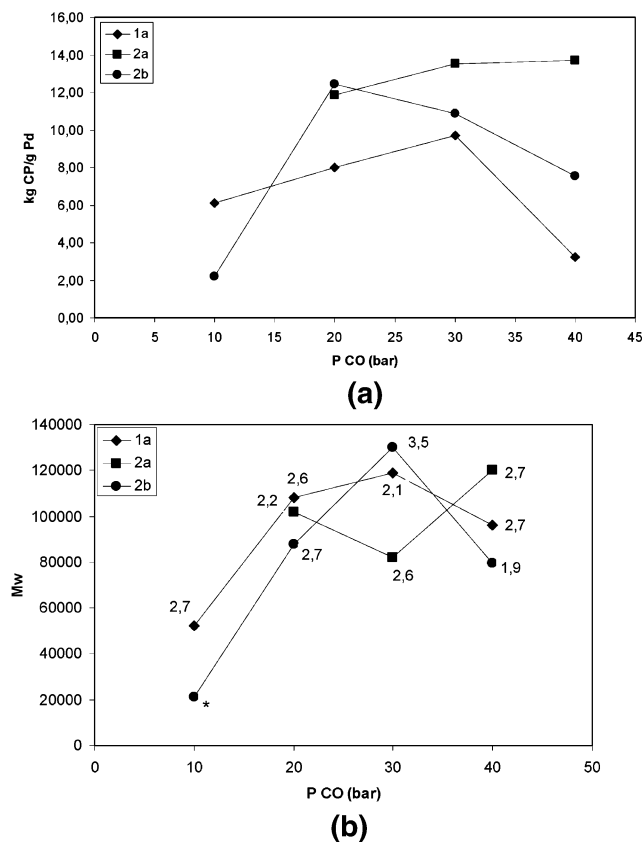 16,00
14,00
12,00
10,00
8,00
6,00
4,00
2,00
0,00
kg CP/g Pd
1a
2a
2b
0 5 10 15 20 25 30 35 40 45
P CO (bar)
(a)
140000
120000
100000
80000
60000
40000
20000
0
Mw
1a
2a
2b
3,5
2,6
2,7
2,2
2,1
2,7
2,7
2,6
1,9
2,7
*
0 10 20 30 40 50
P CO (bar)
(b)